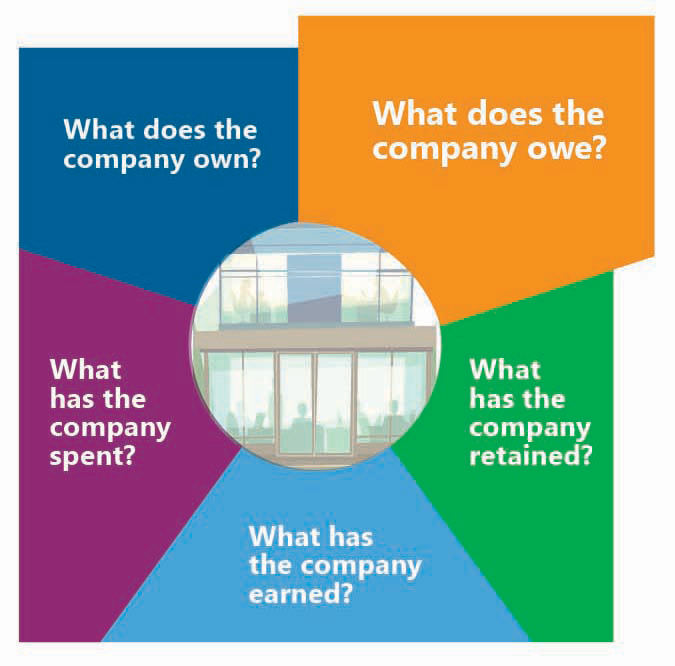 What does the
company own?
What does the
company owe?
What
has the
company
spent?
What
has the
company
retained?
What has
the company
earned?